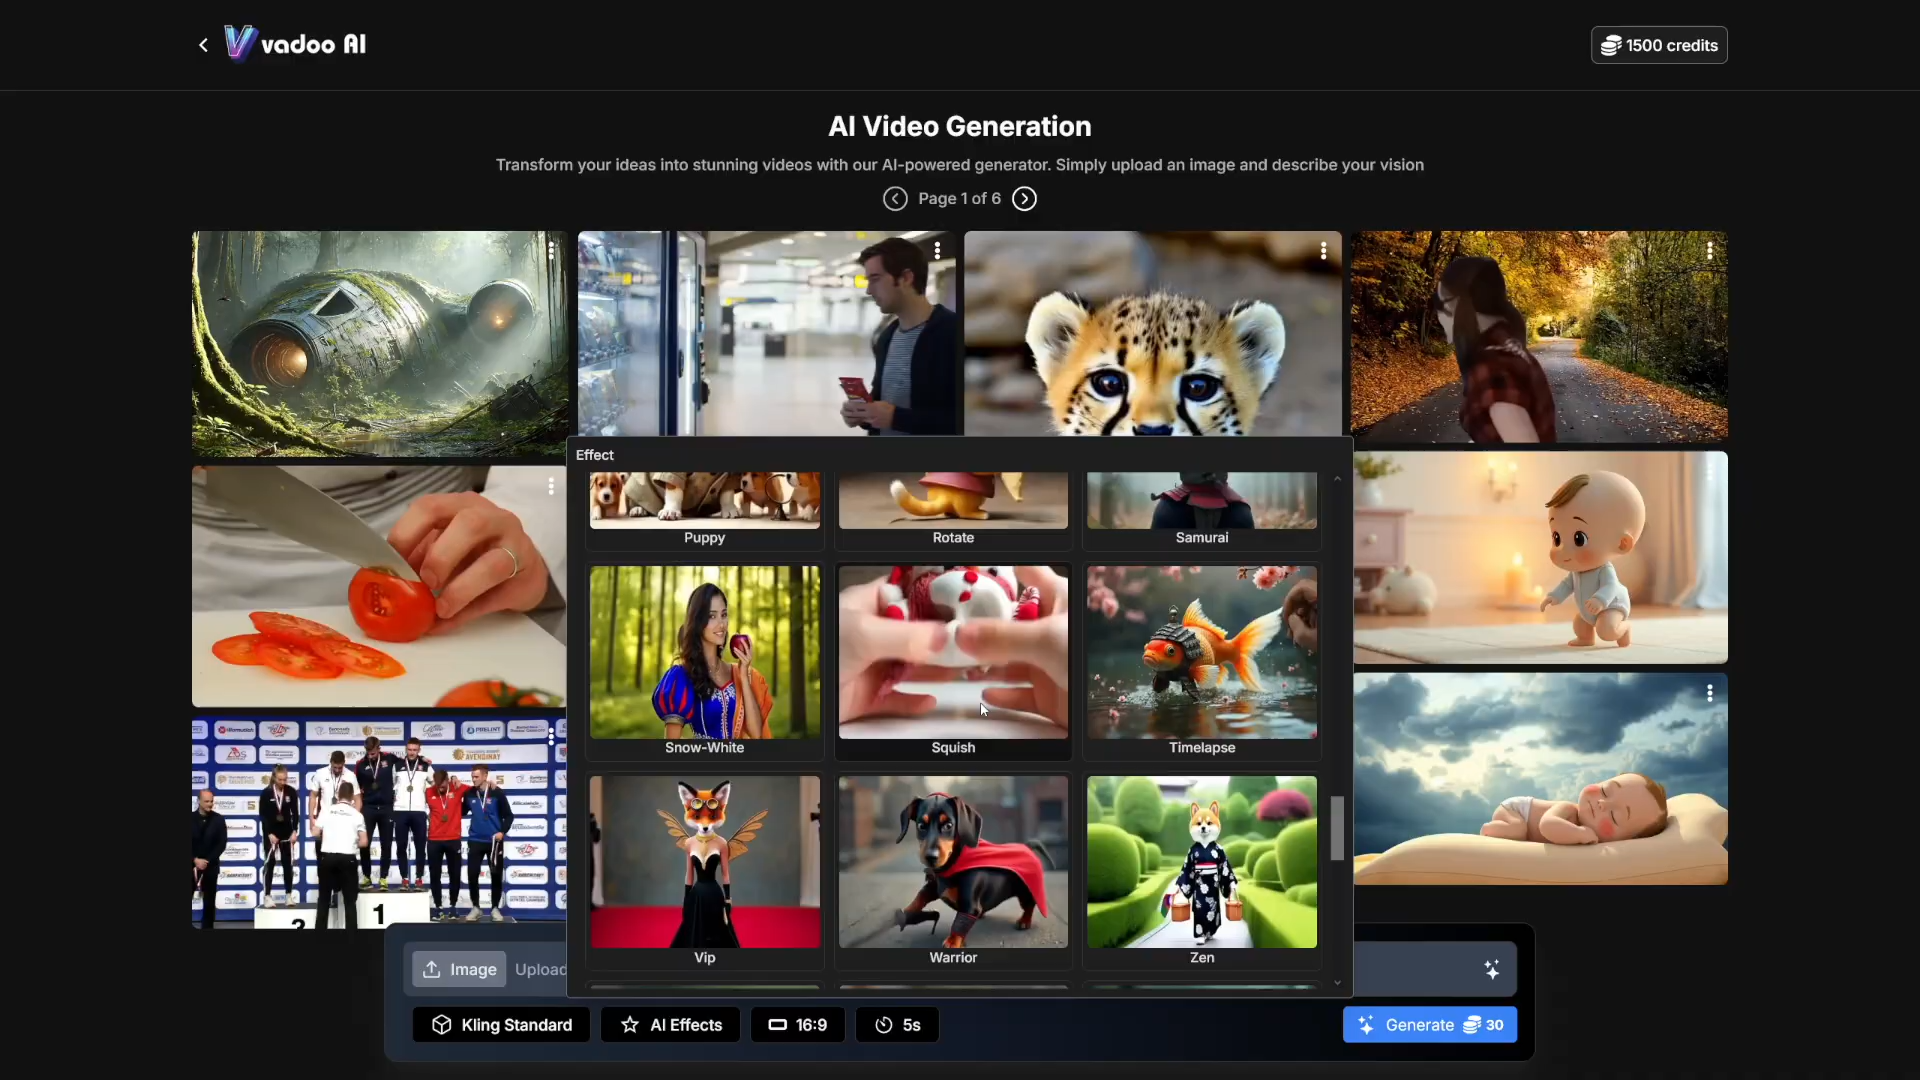 vadoo AI
1500 credits
AI Video Generation
Transform your ideas into stunning videos with our AI-powered generator. Simply upload an image and describe your vision
Page 1 of 6
Effect
Puppy
Rotate
Samurai
Snow-White
Squish
Timelapse
Vip
Warrior
Zen
1
Image
Upload
Kling Standard
AI Effects
16:9
5s
Generate
30